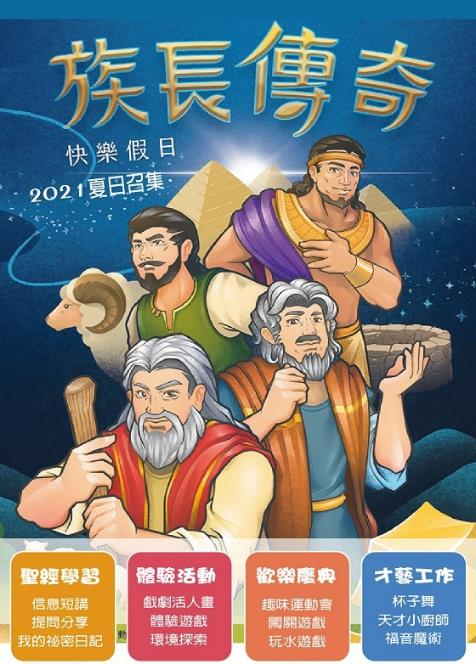 族長傳奇
快樂假日
2021夏日召集
聖經學習
信息短講
提問分享
我的祕密日記
體驗活動
戲劇活人畫
體驗遊戲
環境探索
歡樂慶典
趣味運動會
闖關遊戲
玩水遊戲
才藝工作
杯子舞
天才小廚師
福音魔術
動